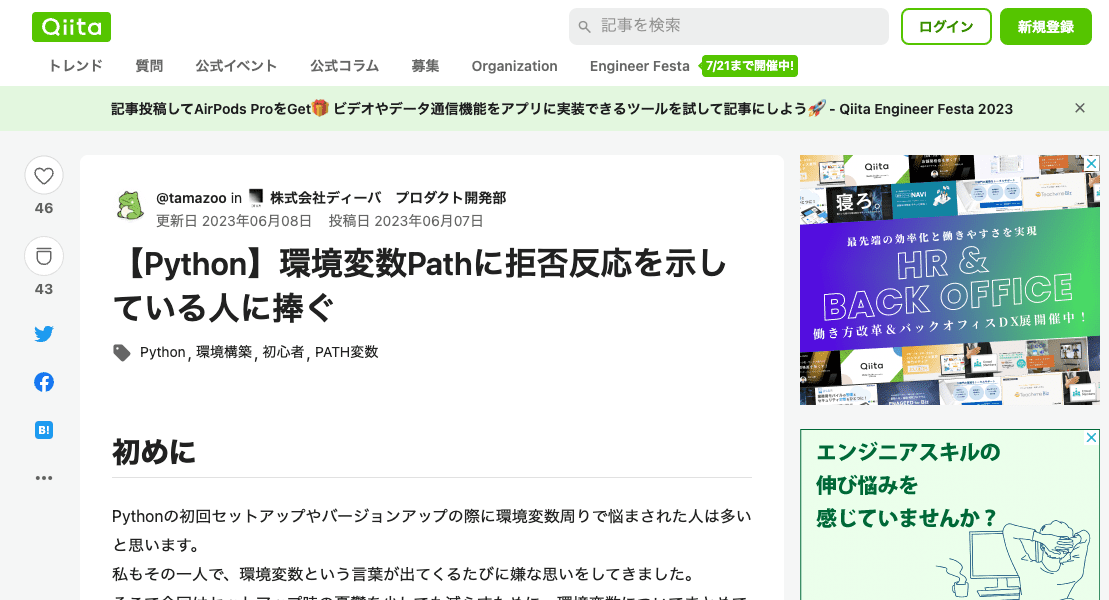 Qiita
記事を検索
ログイン
新規登録
トレンド 質問 公式イベント 公式コラム 募集 Organization Engineer Festa 7/21まで開催中!
記事投稿してAirPods ProをGet🎁 ビデオやデータ通信機能をアプリに実装できるツールを試して記事にしよう🚀 - Qiita Engineer Festa 2023
46
43
B!
@tamazoo in 株式会社ディーバ プロダクト開発部
更新日 2023年06月08日 投稿日 2023年06月07日
【Python】環境変数Pathに拒否反応を示し
ている人に捧ぐ
Python, 環境構築, 初心者, PATH変数
初めに
Pythonの初回セットアップやバージョンアップの際に環境変数周りで悩まされた人は多い
と思います。
私もその一人で、環境変数という言葉が出てくるたびに嫌な思いをしてきました。
Qiita
寝ろ。
NAVI
最先端の効率化と働きやすさを実現
HR &
BACK OFFICE
働き方改革&バックオフィスDX展開催中!
Qiita
エンジニアスキルの
伸び悩みを
感じていませんか?